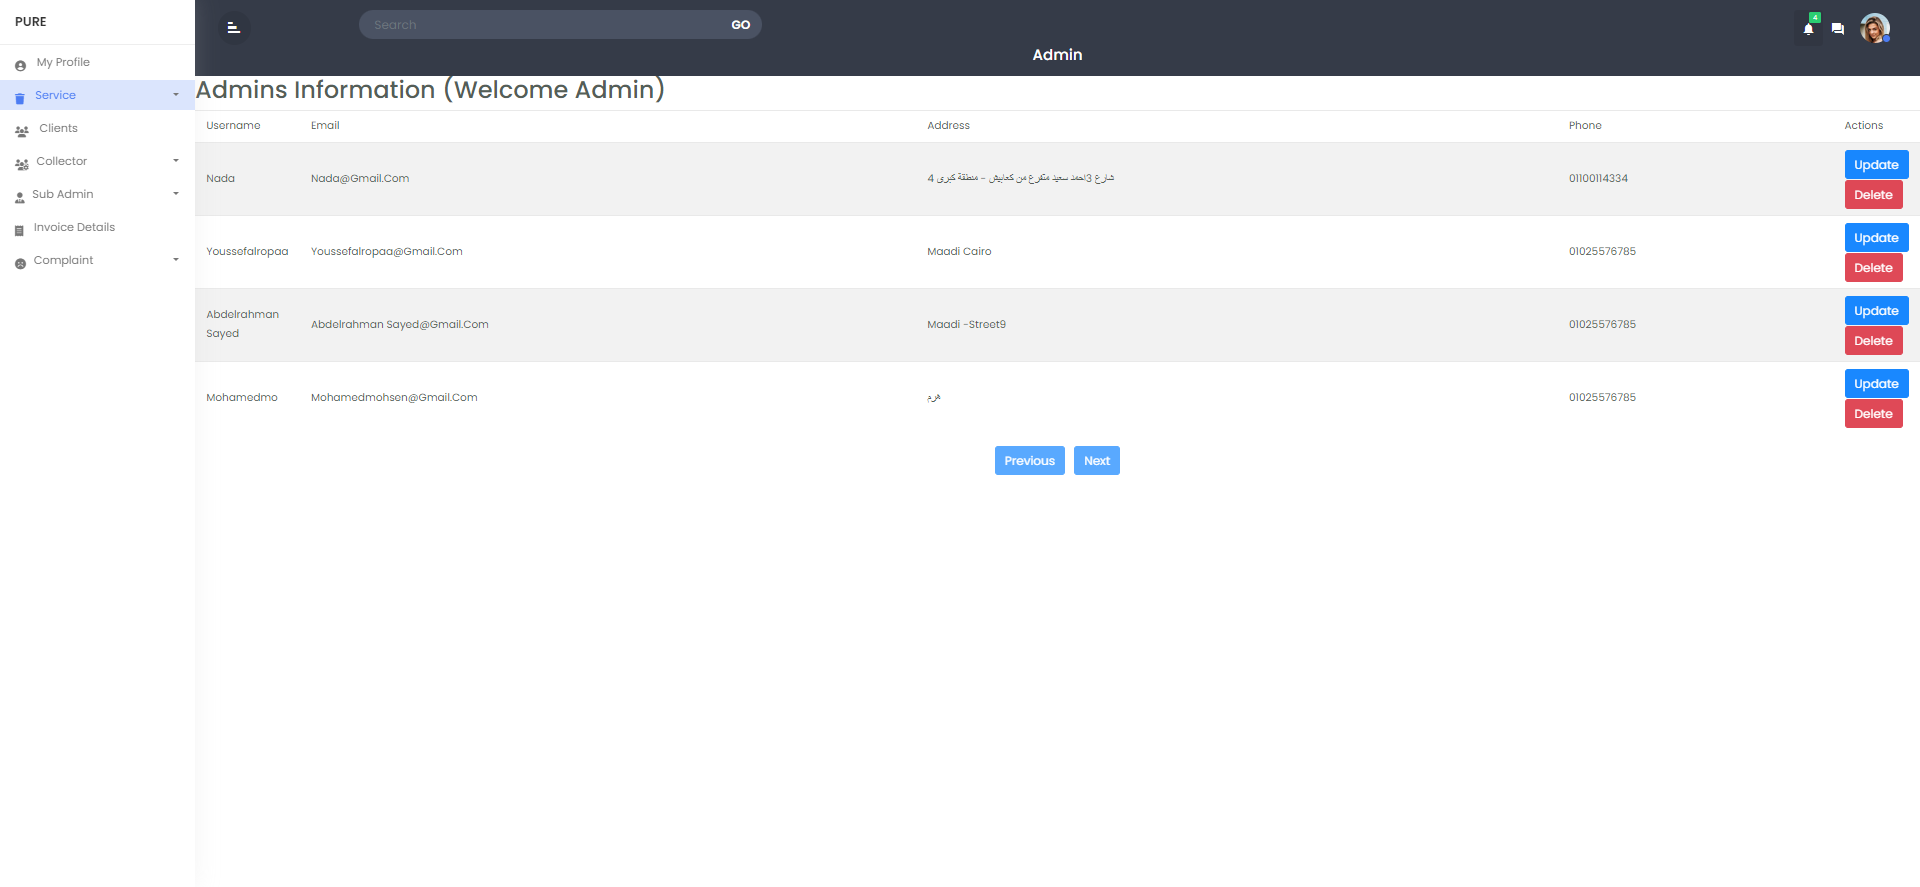 PURE
My Profile
Service
Clients
Collector
Sub Admin
Invoice Details
Complaint
Search GO
4
Admin
Admins Information (Welcome Admin)
Username Email Address Phone Actions
Nada Nada@Gmail.Com شارع 3احمد سعيد متفرع من كعابيش - منطقة كبرى 4 01100114334 Update
Delete
Youssefalropaa Youssefalropaa@Gmail.Com Maadi Cairo 01025576785 Update
Delete
Abdelrahman Sayed Abdelrahman Sayed@Gmail.Com Maadi -Street9 01025576785 Update
Delete
Mohamedmo Mohamedmohsen@Gmail.Com هرم 01025576785 Update
Delete
Previous Next